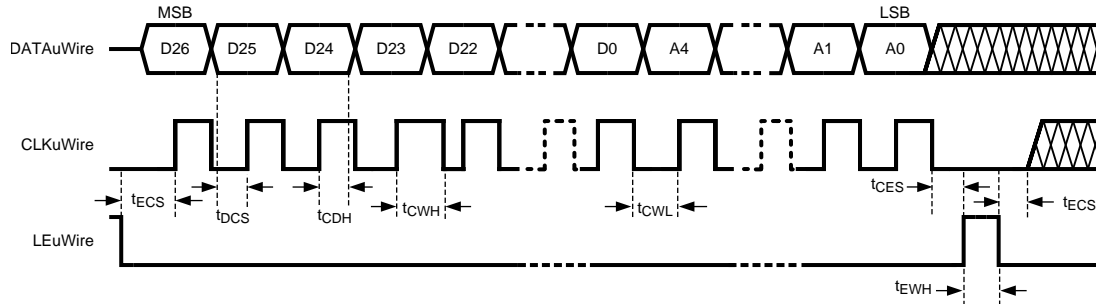 MSB LSB
DATAuWire D26 D25 D24 D23 D22 D0 A4 A1 A0
CLKuWire
tECS tDCS tCDH tCWH tCWL tCES tECS
LEuWire
tEWH